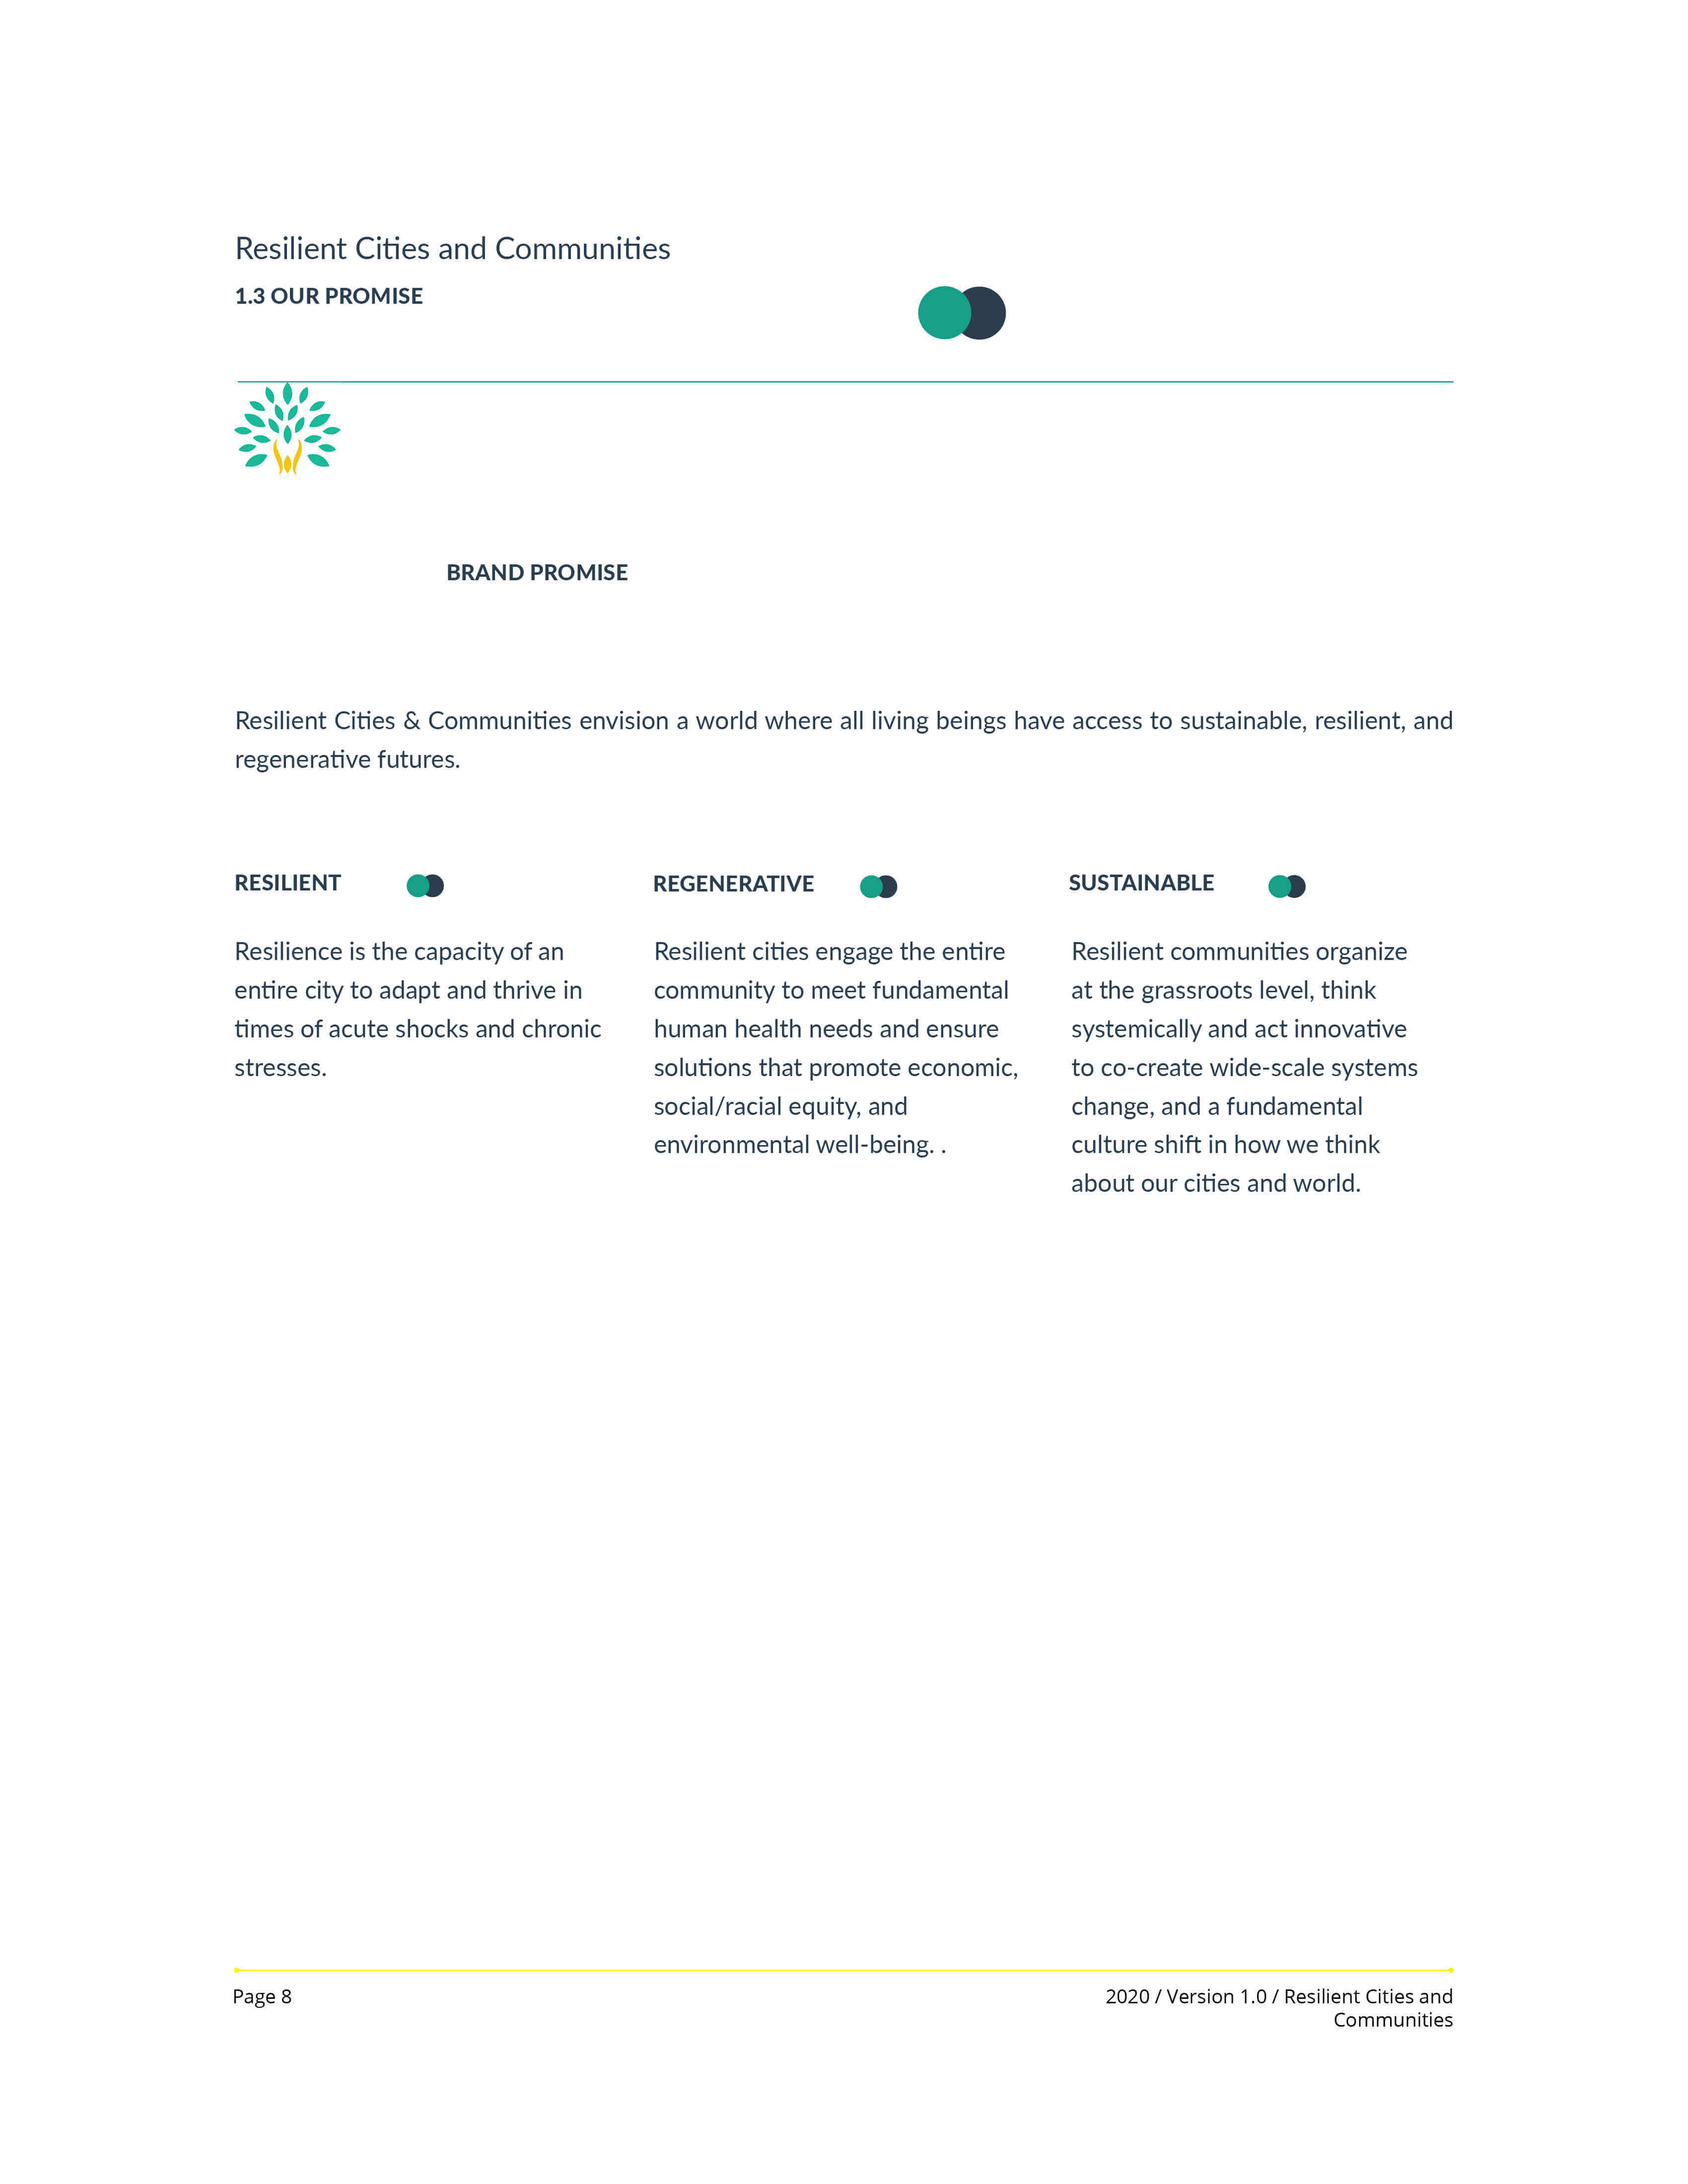 Resilient Cities and Communities
1.3 OUR PROMISE
BRAND PROMISE
Resilient Cities & Communities envision a world where all living beings have access to sustainable, resilient, and
regenerative futures.
RESILIENT
Resilience is the capacity of an
entire city to adapt and thrive in
times of acute shocks and chronic
stresses.
REGENERATIVE
Resilient cities engage the entire
community to meet fundamental
human health needs and ensure
solutions that promote economic,
social/racial equity, and
environmental well-being. .
SUSTAINABLE
Resilient communities organize
at the grassroots level, think
systemically and act innovative
to co-create wide-scale systems
change, and a fundamental
culture shift in how we think
about our cities and world.
Page 8
2020 / Version 1.0 / Resilient Cities and
Communities